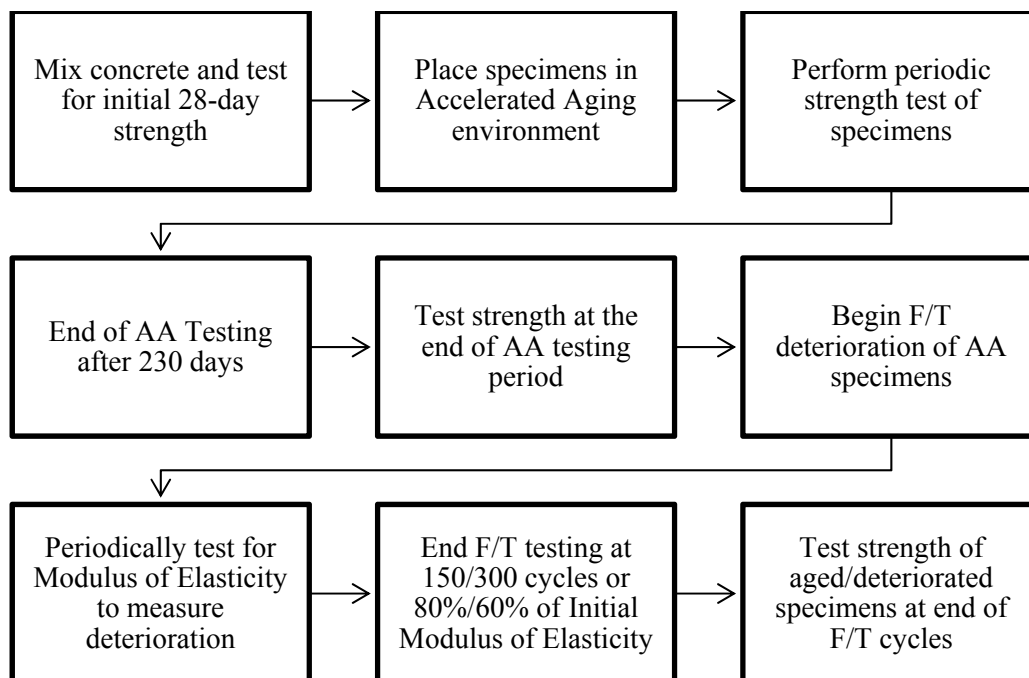 Mix concrete and test
for initial 28-day
strength
Place specimens in
Accelerated Aging
environment
Perform periodic
strength test of
specimens
End of AA Testing
after 230 days
Test strength at the
end of AA testing
period
Begin F/T
deterioration of AA
specimens
Periodically test for
Modulus of Elasticity
to measure
deterioration
End F/T testing at
150/300 cycles or
80%/60% of Initial
Modulus of Elasticity
Test strength of
aged/deteriorated
specimens at end of
F/T cycles